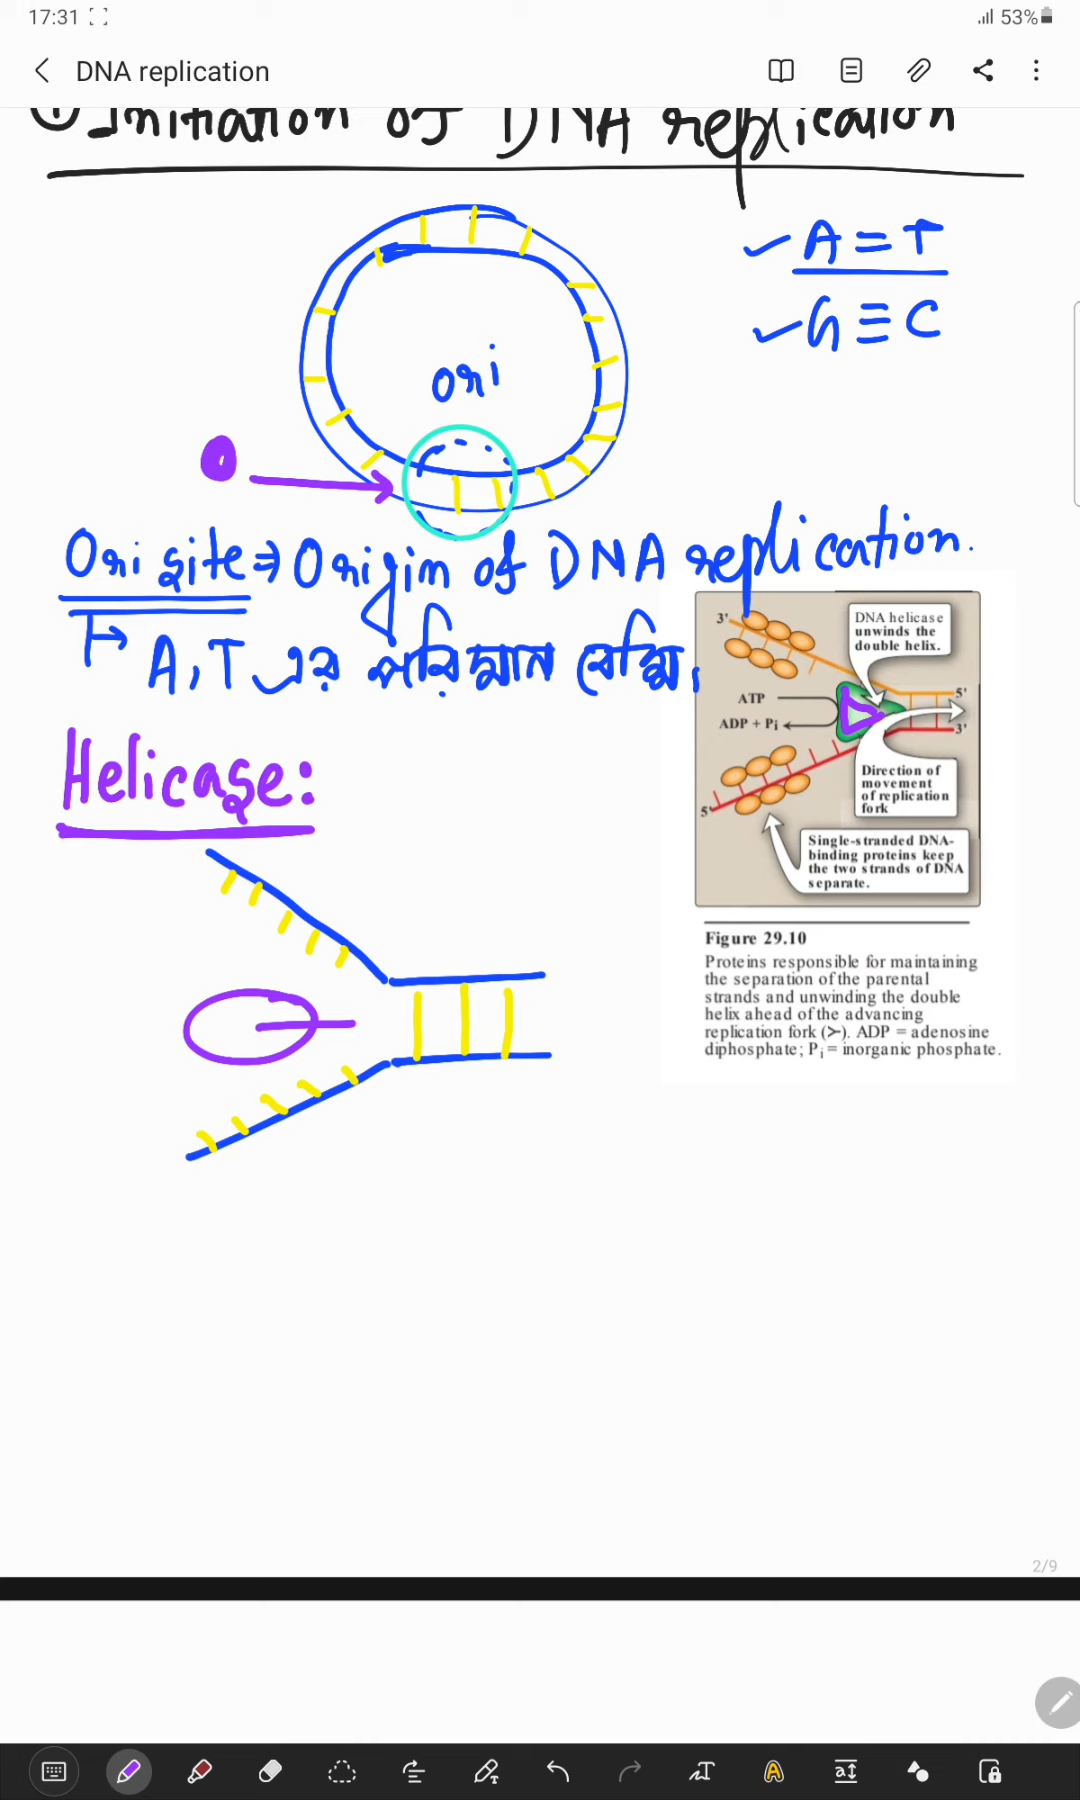 17:31
53%
DNA replication
① Initiation of DNA replication
A = T
G ≡ C
ori
Ori site ⇒ Origin of DNA replication.
A, T এর পরিমান বেশি।
Helicase:
3'
DNA helicase
unwinds the
double helix.
ATP
5'
ADP + Pi
3'
Direction of
movement
of replication
fork
5'
Single-stranded DNA-
binding proteins keep
the two strands of DNA
separate.
Figure 29.10
Proteins responsible for maintaining
the separation of the parental
strands and unwinding the double
helix ahead of the advancing
replication fork (≻). ADP = adenosine
diphosphate; Pi = inorganic phosphate.
2/9